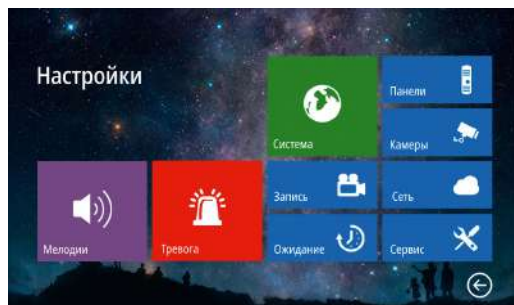 Настройки
Панели
Система
Камеры
Запись
Сеть
Мелодии
Тревога
Ожидание
Сервис